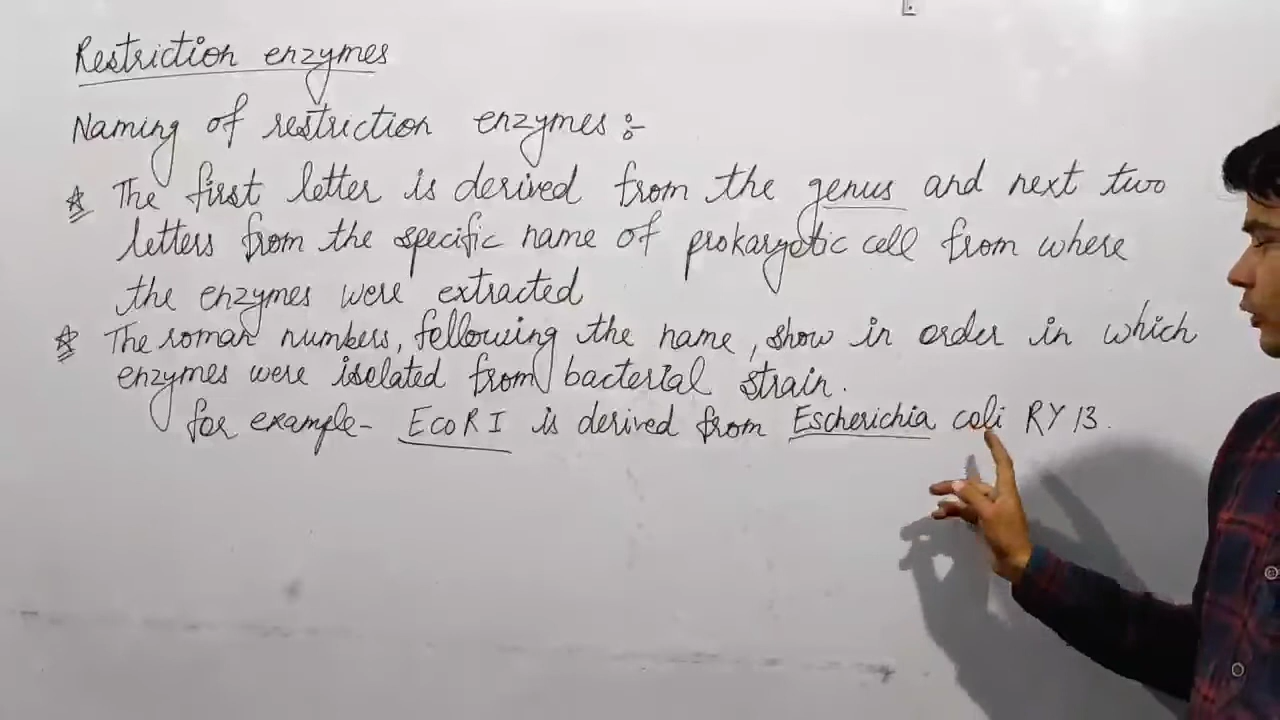 Restriction enzymes
Naming of restriction enzymes :-
* The first letter is derived from the genus and next two
letters from the specific name of prokaryotic cell from where
the enzymes were extracted
* The roman numbers, following the name, show in order in which
enzymes were isolated from bacterial strain.
for example- EcoRI is derived from Escherichia coli RY 13.